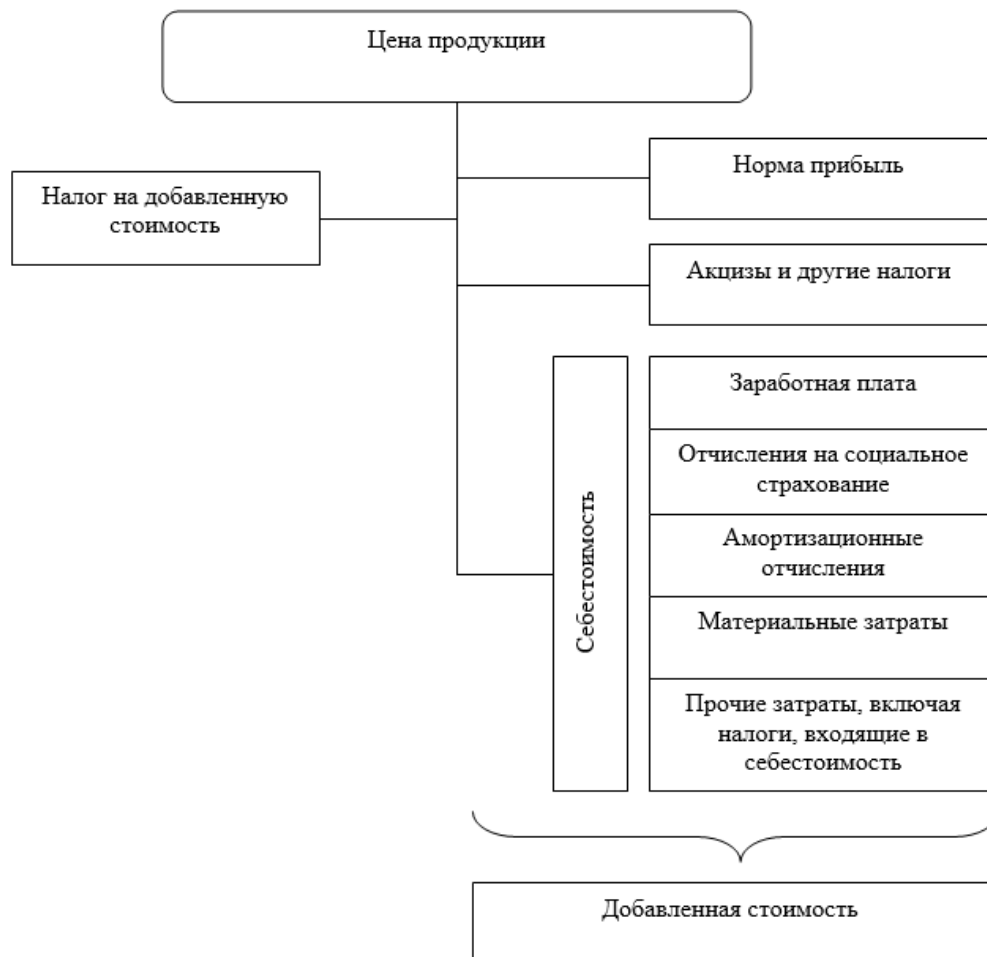 Цена продукции
Норма прибыль
Налог на добавленную
стоимость
Акцизы и другие налоги
Себестоимость
Заработная плата
Отчисления на социальное
страхование
Амортизационные
отчисления
Материальные затраты
Прочие затраты, включая
налоги, входящие в
себестоимость
Добавленная стоимость